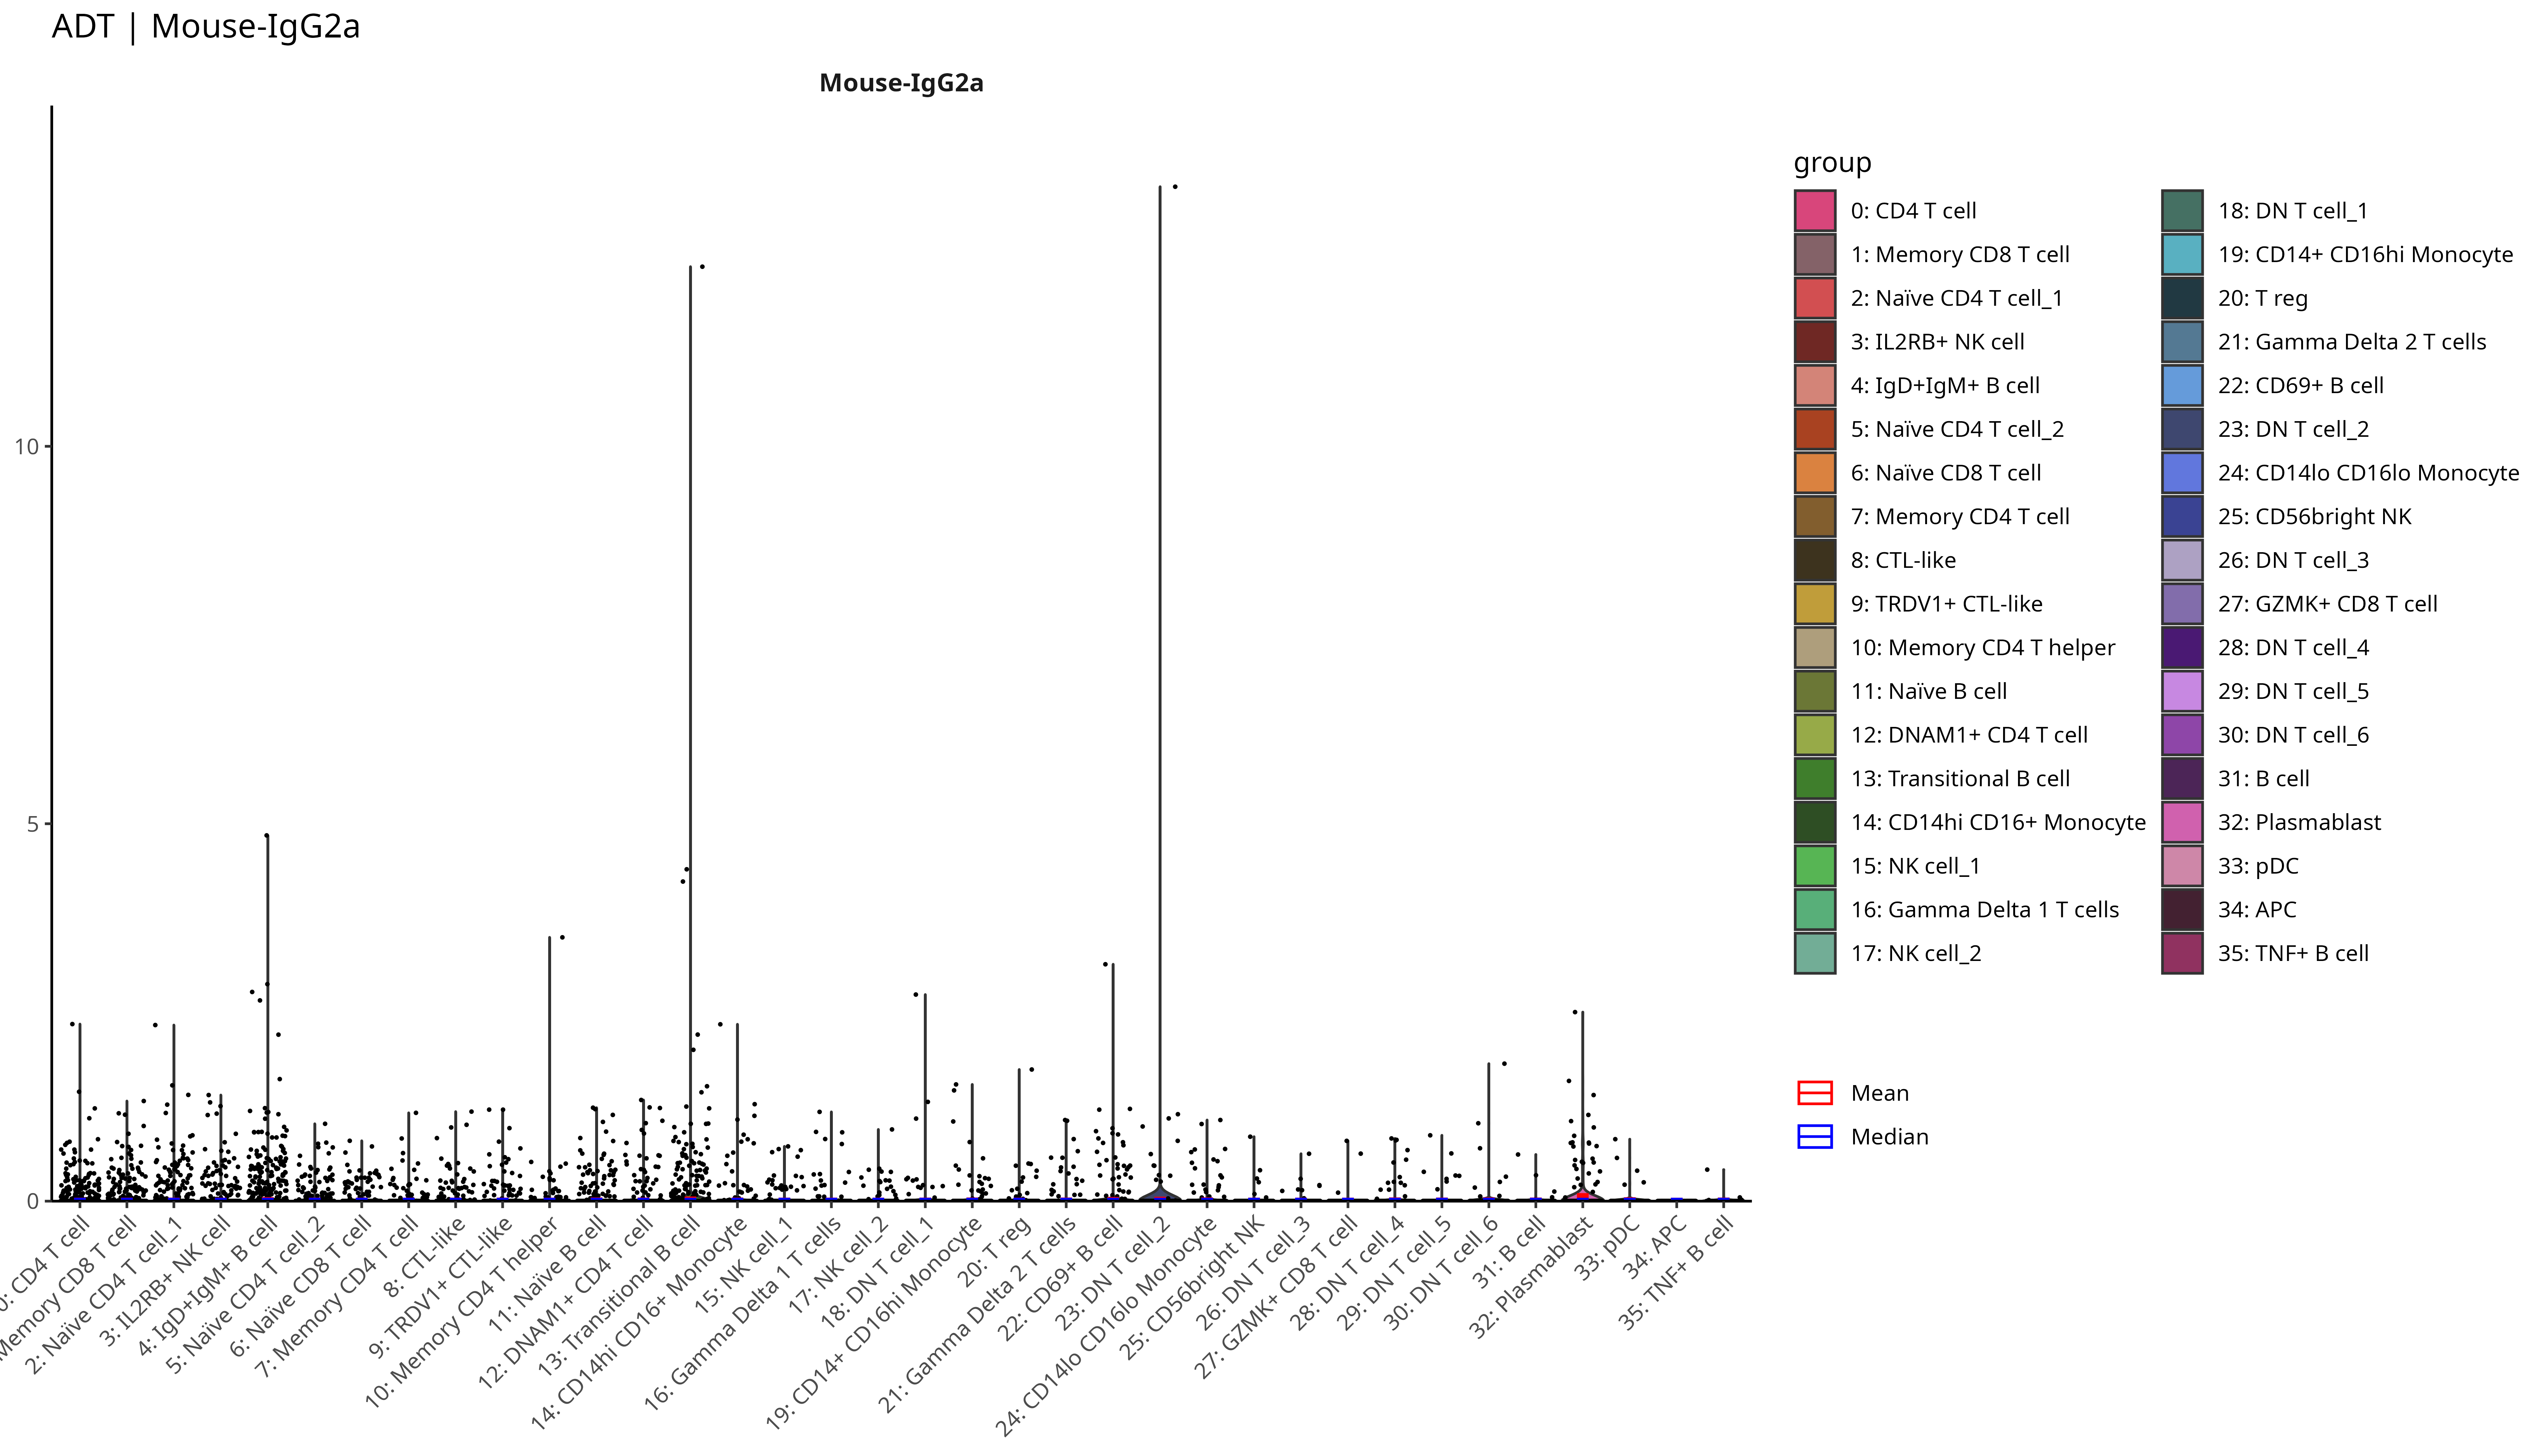 ADT | Mouse-IgG2a
Mouse-IgG2a
10
5
0
0: CD4 T cell
Memory CD8 T cell
2: Naïve CD4 T cell_1
3: IL2RB+ NK cell
4: IgD+IgM+ B cell
5: Naïve CD4 T cell_2
6: Naïve CD8 T cell
7: Memory CD4 T cell
8: CTL-like
9: TRDV1+ CTL-like
10: Memory CD4 T helper
11: Naïve B cell
12: DNAM1+ CD4 T cell
13: Transitional B cell
14: CD14hi CD16+ Monocyte
15: NK cell_1
16: Gamma Delta 1 T cells
17: NK cell_2
18: DN T cell_1
19: CD14+ CD16hi Monocyte
20: T reg
21: Gamma Delta 2 T cells
22: CD69+ B cell
23: DN T cell_2
24: CD14lo CD16lo Monocyte
25: CD56bright NK
26: DN T cell_3
27: GZMK+ CD8 T cell
28: DN T cell_4
29: DN T cell_5
30: DN T cell_6
31: B cell
32: Plasmablast
33: pDC
34: APC
35: TNF+ B cell
group
0: CD4 T cell
1: Memory CD8 T cell
2: Naïve CD4 T cell_1
3: IL2RB+ NK cell
4: IgD+IgM+ B cell
5: Naïve CD4 T cell_2
6: Naïve CD8 T cell
7: Memory CD4 T cell
8: CTL-like
9: TRDV1+ CTL-like
10: Memory CD4 T helper
11: Naïve B cell
12: DNAM1+ CD4 T cell
13: Transitional B cell
14: CD14hi CD16+ Monocyte
15: NK cell_1
16: Gamma Delta 1 T cells
17: NK cell_2
18: DN T cell_1
19: CD14+ CD16hi Monocyte
20: T reg
21: Gamma Delta 2 T cells
22: CD69+ B cell
23: DN T cell_2
24: CD14lo CD16lo Monocyte
25: CD56bright NK
26: DN T cell_3
27: GZMK+ CD8 T cell
28: DN T cell_4
29: DN T cell_5
30: DN T cell_6
31: B cell
32: Plasmablast
33: pDC
34: APC
35: TNF+ B cell
Mean
Median